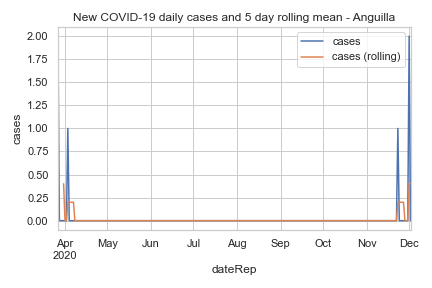 New COVID-19 daily cases and 5 day rolling mean - Anguilla
cases
cases (rolling)
2.00
1.75
1.50
1.25
1.00
0.75
0.50
0.25
0.00
cases
Apr May Jun Jul Aug Sep Oct Nov Dec
2020
dateRep